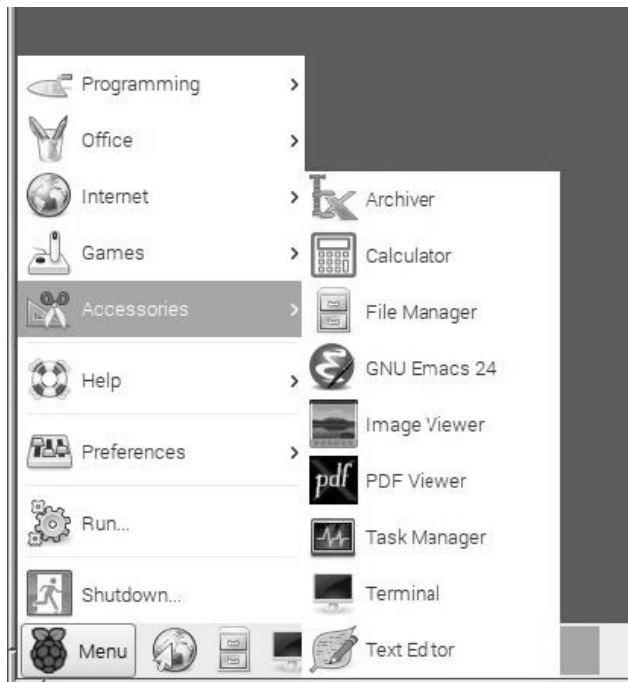 Programming
Office
Internet
Games
Accessories
Help
Preferences
Run...
Shutdown...
Menu
Archiver
Calculator
File Manager
GNU Emacs 24
Image Viewer
pdf PDF Viewer
Task Manager
Terminal
Text Editor